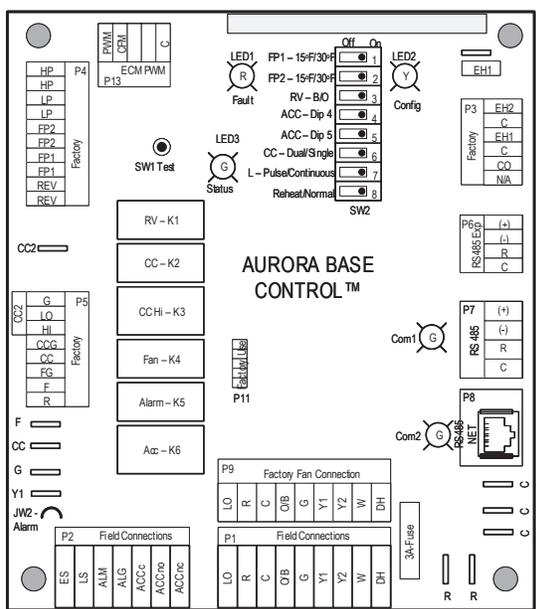 PWM
CFM
C
ECM PWM
P13
P4
HP
HP
LP
LP
FP2
FP2
FP1
FP1
REV
REV
Factory
LED1
R
Fault
SW1 Test
LED3
G
Status
Off On
FP1 – 15ºF/30ºF 1
FP2 – 15ºF/30ºF 2
RV – B/O 3
ACC – Dip 4 4
ACC – Dip 5 5
CC – Dual/Single 6
L – Pulse/Continuous 7
Reheat/Normal 8
SW2
LED2
Y
Config
EH1
P3
Factory
EH2
C
EH1
C
CO
N/A
P6
RS485 Exp
(+)
(-)
R
C
CC2
RV – K1
CC – K2
CC Hi – K3
Fan – K4
Alarm – K5
Acc – K6
AURORA BASE
CONTROL™
CC2
P5
G
LO
HI
CCG
CC
FG
F
R
Factory
Factory Use
P11
P7
RS 485
(+)
(-)
R
C
Com1
G
P8
RS485
NET
Com2
G
F
CC
G
Y1
JW2 -
Alarm
P9
Factory Fan Connection
LO
R
C
O/B
G
Y1
Y2
W
DH
P2
Field Connections
ES
LS
ALM
ALG
ACC c
ACC no
ACC nc
P1
Field Connections
LO
R
C
O/B
G
Y1
Y2
W
DH
3A-Fuse
C
C
C
R
R